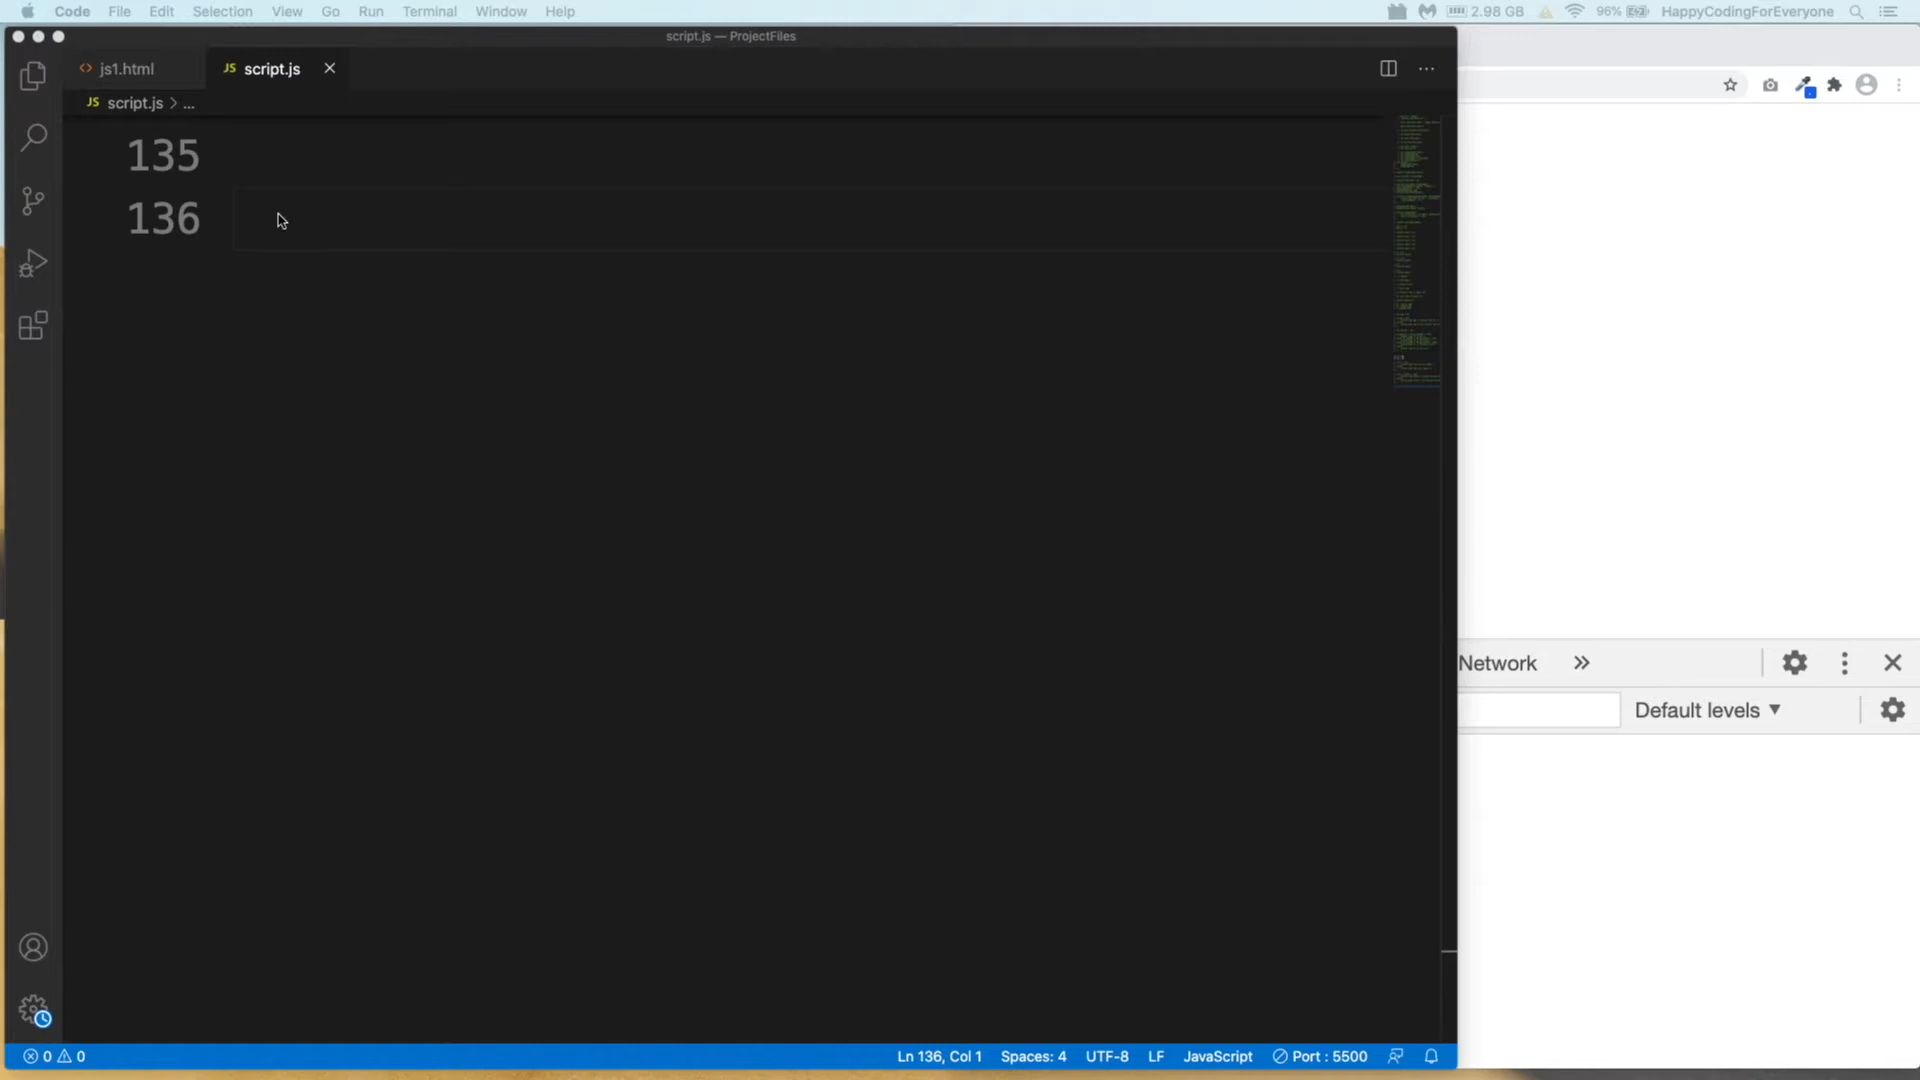 Code File Edit Selection View Go Run Terminal Window Help 2.98 GB 96% HappyCodingForEveryone
script.js — ProjectFiles
js1.html JS script.js
JS script.js > ...
135
136
Network »
Default levels ▼
0 0 Ln 136, Col 1 Spaces: 4 UTF-8 LF JavaScript Port : 5500